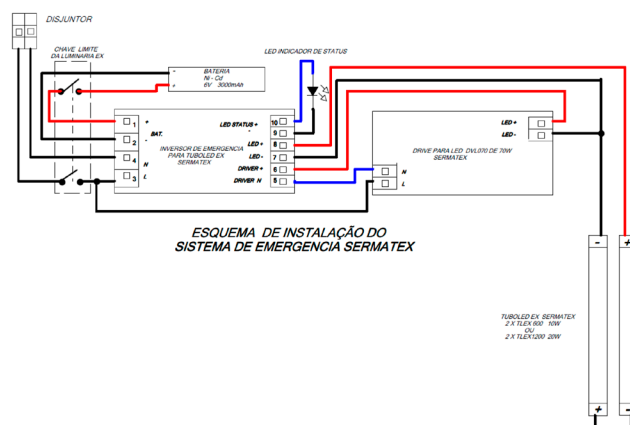 DISJUNTOR
CHAVE LIMITE
DA LUMINÁRIA EX
LED INDICADOR DE STATUS
-
+
BATERIA
Ni - Cd
6V 3000mAh
1
+
BAT.
2
-
4
N
3
L
INVERSOR DE EMERGENCIA
PARA TUBOLED EX
SERMATEX
LED STATUS +
10
-
9
LED +
8
LED -
7
DRIVER +
6
DRIVER N
5
LED +
LED -
DRIVE PARA LED DVL070 DE 70W
SERMATEX
N
L
ESQUEMA DE INSTALAÇÃO DO
SISTEMA DE EMERGENCIA SERMATEX
-
+
TUBOLED EX SERMATEX
2 X TLEX 600 10W
OU
2 X TLEX1200 20W
+
-